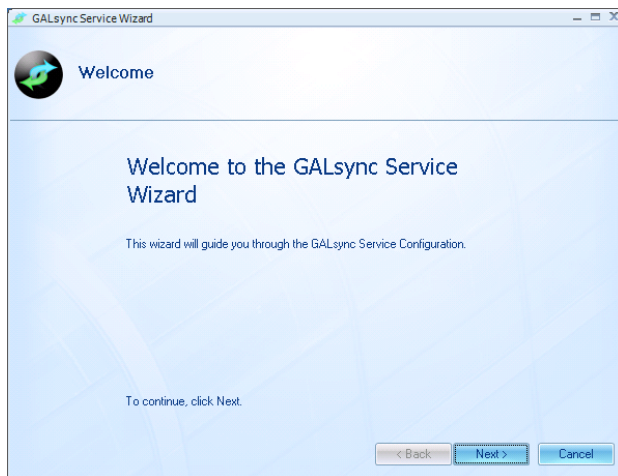 GALsync Service Wizard
Welcome
Welcome to the GALsync Service
Wizard
This wizard will guide you through the GALsync Service Configuration.
To continue, click Next.
< Back Next > Cancel